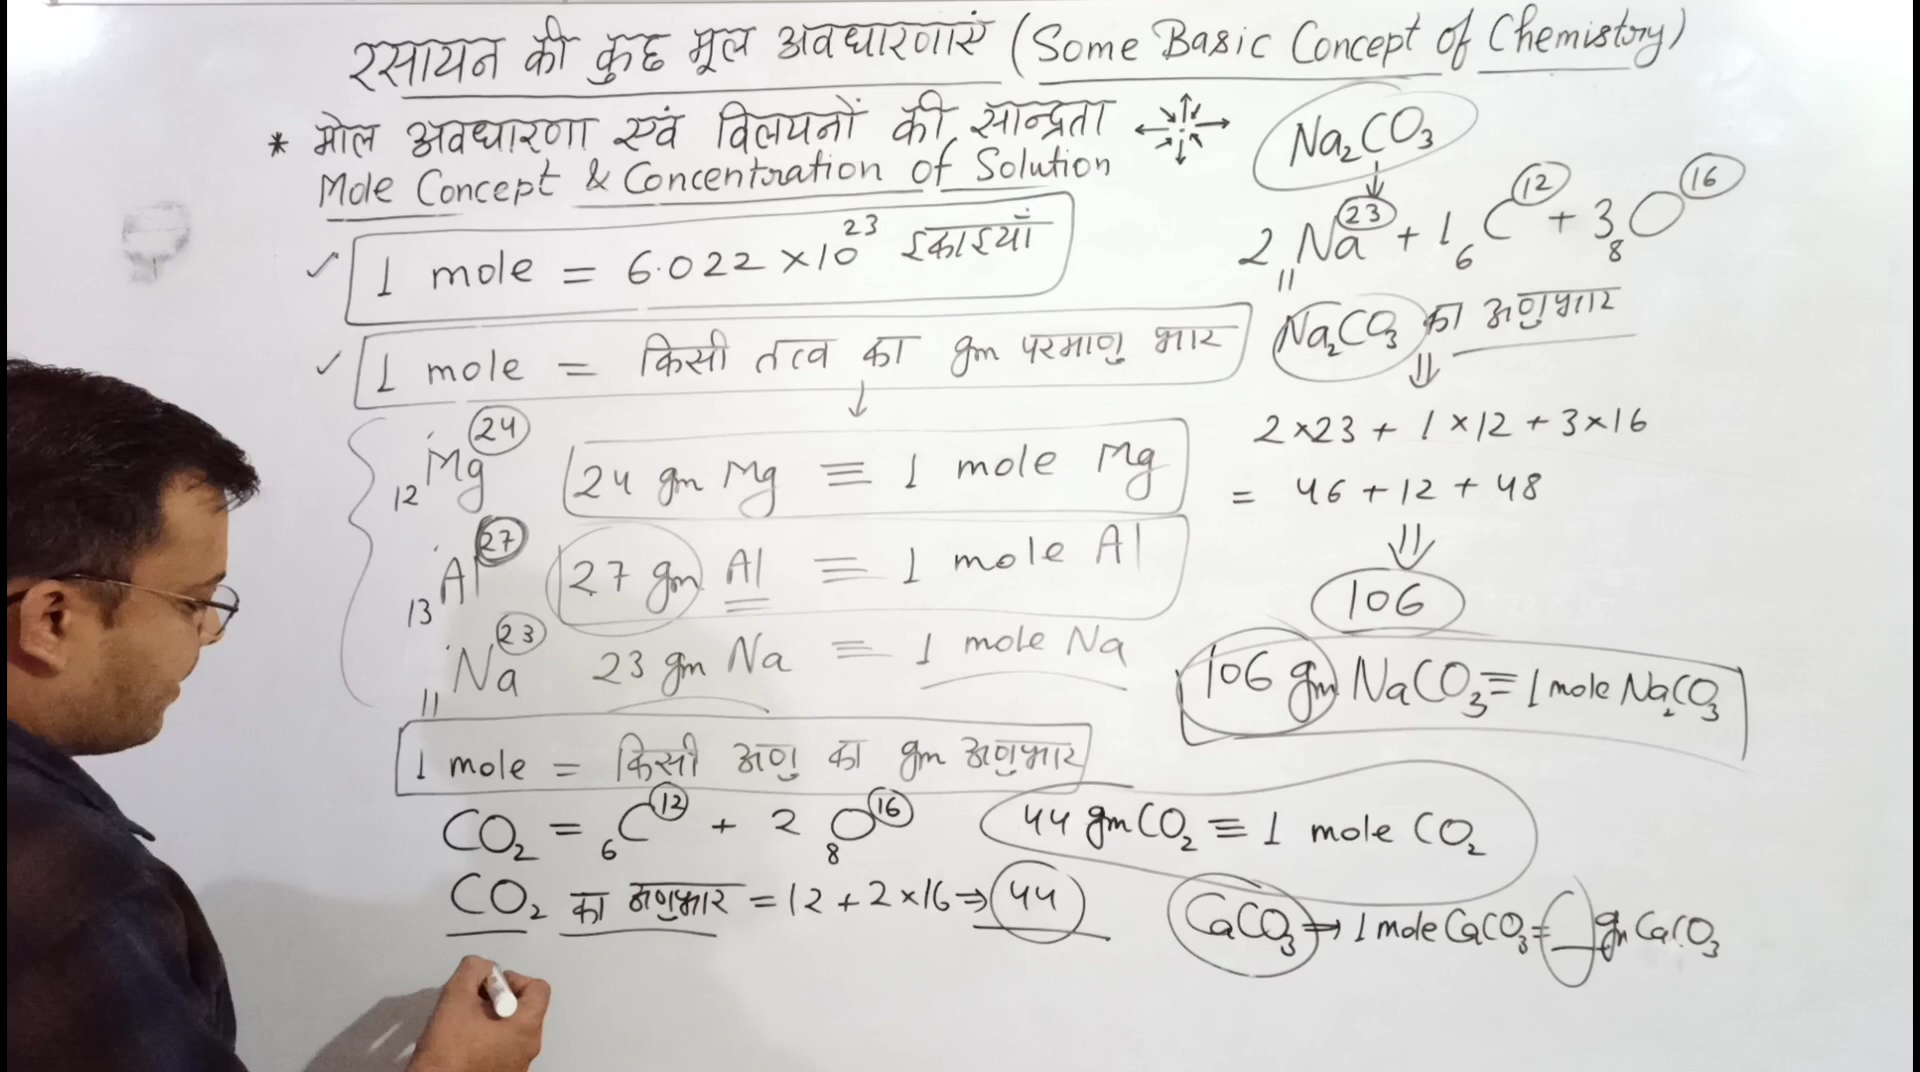 रसायन की कुछ मूल अवधारणाएं (Some Basic Concept of Chemistry)
* मोल अवधारणा एवं विलयनों की सान्द्रता
Mole Concept & Concentration of Solution
1 mole = 6.022 × 10²³ इकाइयाँ
1 mole = किसी तत्व का gm परमाणु भार
₁₂Mg²⁴ 24 gm Mg ≡ 1 mole Mg
₁₃Al²⁷ 27 gm Al ≡ 1 mole Al
₁₁Na²³ 23 gm Na ≡ 1 mole Na
1 mole = किसी अणु का gm अणुभार
CO₂ = ₆C¹² + 2 ₈O¹⁶
CO₂ का अणुभार = 12 + 2 × 16 ⇒ 44
Na₂CO₃
2 ₁₁Na²³ + 1 ₆C¹² + 3 ₈O¹⁶
Na₂CO₃ का अणुभार
2×23 + 1×12 + 3×16
= 46 + 12 + 48
106
106 gm NaCO₃ ≡ 1 mole Na₂CO₃
44 gm CO₂ ≡ 1 mole CO₂
CaCO₃ → 1 mole CaCO₃ = __ gm CaCO₃